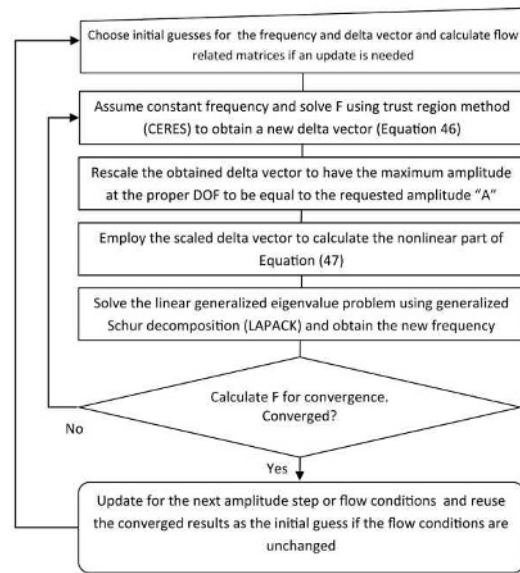 Choose initial guesses for the frequency and delta vector and calculate flow
related matrices if an update is needed
Assume constant frequency and solve F using trust region method
(CERES) to obtain a new delta vector (Equation 46)
Rescale the obtained delta vector to have the maximum amplitude
at the proper DOF to be equal to the requested amplitude “A”
Employ the scaled delta vector to calculate the nonlinear part of
Equation (47)
Solve the linear generalized eigenvalue problem using generalized
Schur decomposition (LAPACK) and obtain the new frequency
Calculate F for convergence.
Converged?
No
Yes
Update for the next amplitude step or flow conditions and reuse
the converged results as the initial guess if the flow conditions are
unchanged